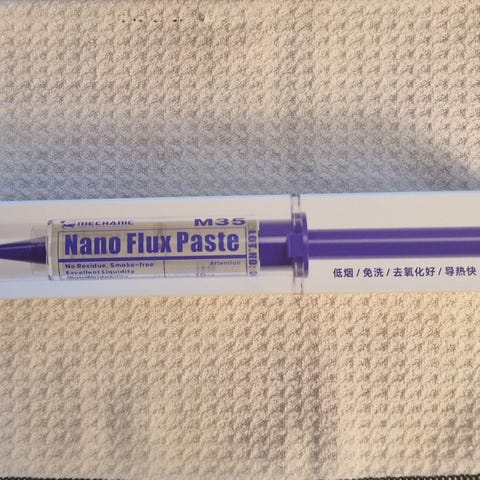 MECHANIC
M35
Nano Flux Paste
No Residue, Smoke-free
Attention
Excellent Liquidity
低烟 / 免洗 / 去氧化好 / 导热快